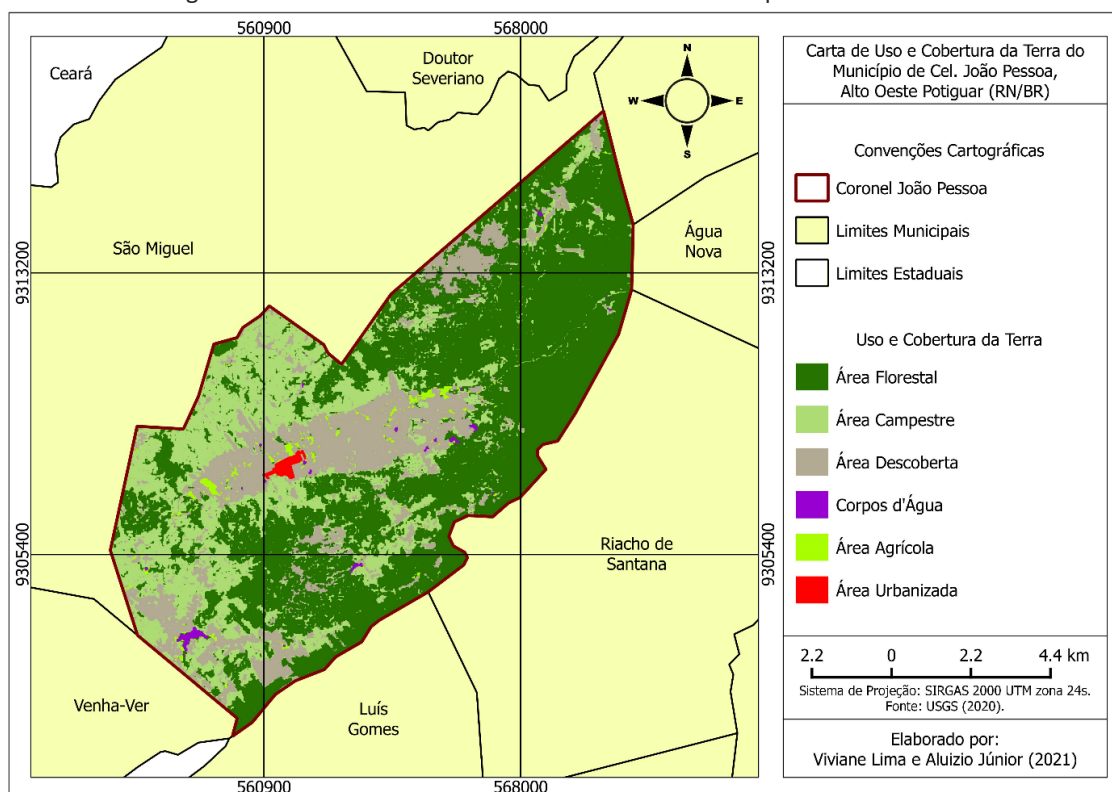 560900
568000
Ceará
Doutor
Severiano
N
W
E
S
São Miguel
Água
Nova
9313200
9313200
9305400
9305400
Riacho de
Santana
Venha-Ver
Luís
Gomes
560900
568000
Carta de Uso e Cobertura da Terra do
Município de Cel. João Pessoa,
Alto Oeste Potiguar (RN/BR)
Convenções Cartográficas
Coronel João Pessoa
Limites Municipais
Limites Estaduais
Uso e Cobertura da Terra
Área Florestal
Área Campestre
Área Descoberta
Corpos d'Água
Área Agrícola
Área Urbanizada
2.2 0 2.2 4.4 km
Sistema de Projeção: SIRGAS 2000 UTM zona 24s.
Fonte: USGS (2020).
Elaborado por:
Viviane Lima e Aluizio Júnior (2021)